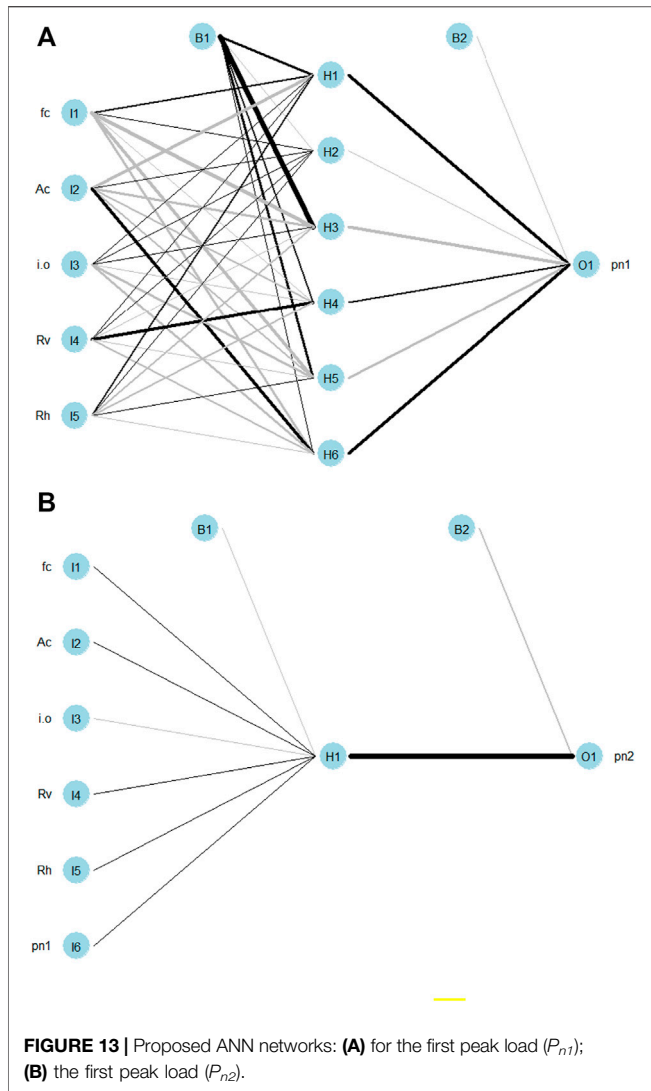 A
B1
B2
H1
fc
I1
H2
Ac
I2
H3
i.o
I3
O1
pn1
H4
Rv
I4
H5
Rh
I5
H6
B
B1
B2
fc
I1
Ac
I2
i.o
I3
H1
O1
pn2
Rv
I4
Rh
I5
pn1
I6
FIGURE 13 | Proposed ANN networks: (A) for the first peak load (Pn1);
(B) the first peak load (Pn2).